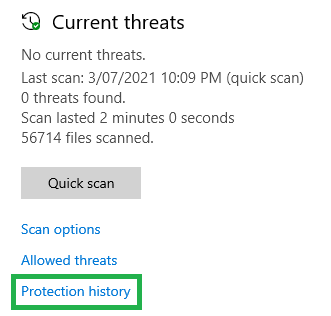 Current threats
No current threats.
Last scan: 3/07/2021 10:09 PM (quick scan)
0 threats found.
Scan lasted 2 minutes 0 seconds
56714 files scanned.
Quick scan
Scan options
Allowed threats
Protection history